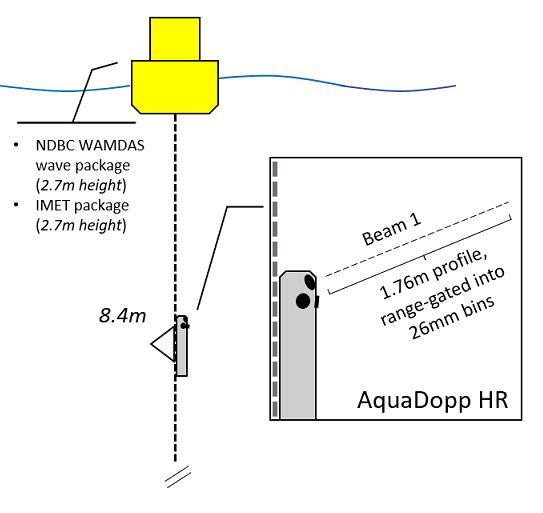 • NDBC WAMDAS
wave package
(2.7m height)
• IMET package
(2.7m height)
8.4m
Beam 1
1.76m profile,
range-gated into
26mm bins
AquaDopp HR